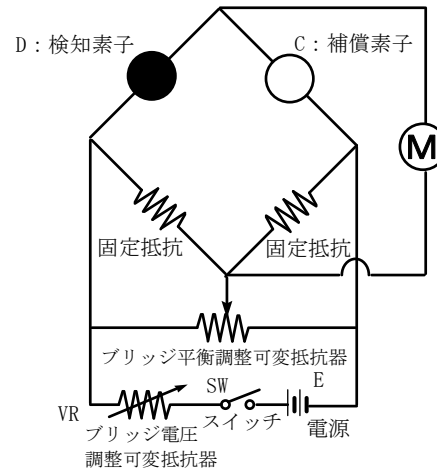 D：検知素子
C：補償素子
M
固定抵抗
固定抵抗
ブリッジ平衡調整可変抵抗器
SW
E
VR
スイッチ
電源
ブリッジ電圧
調整可変抵抗器